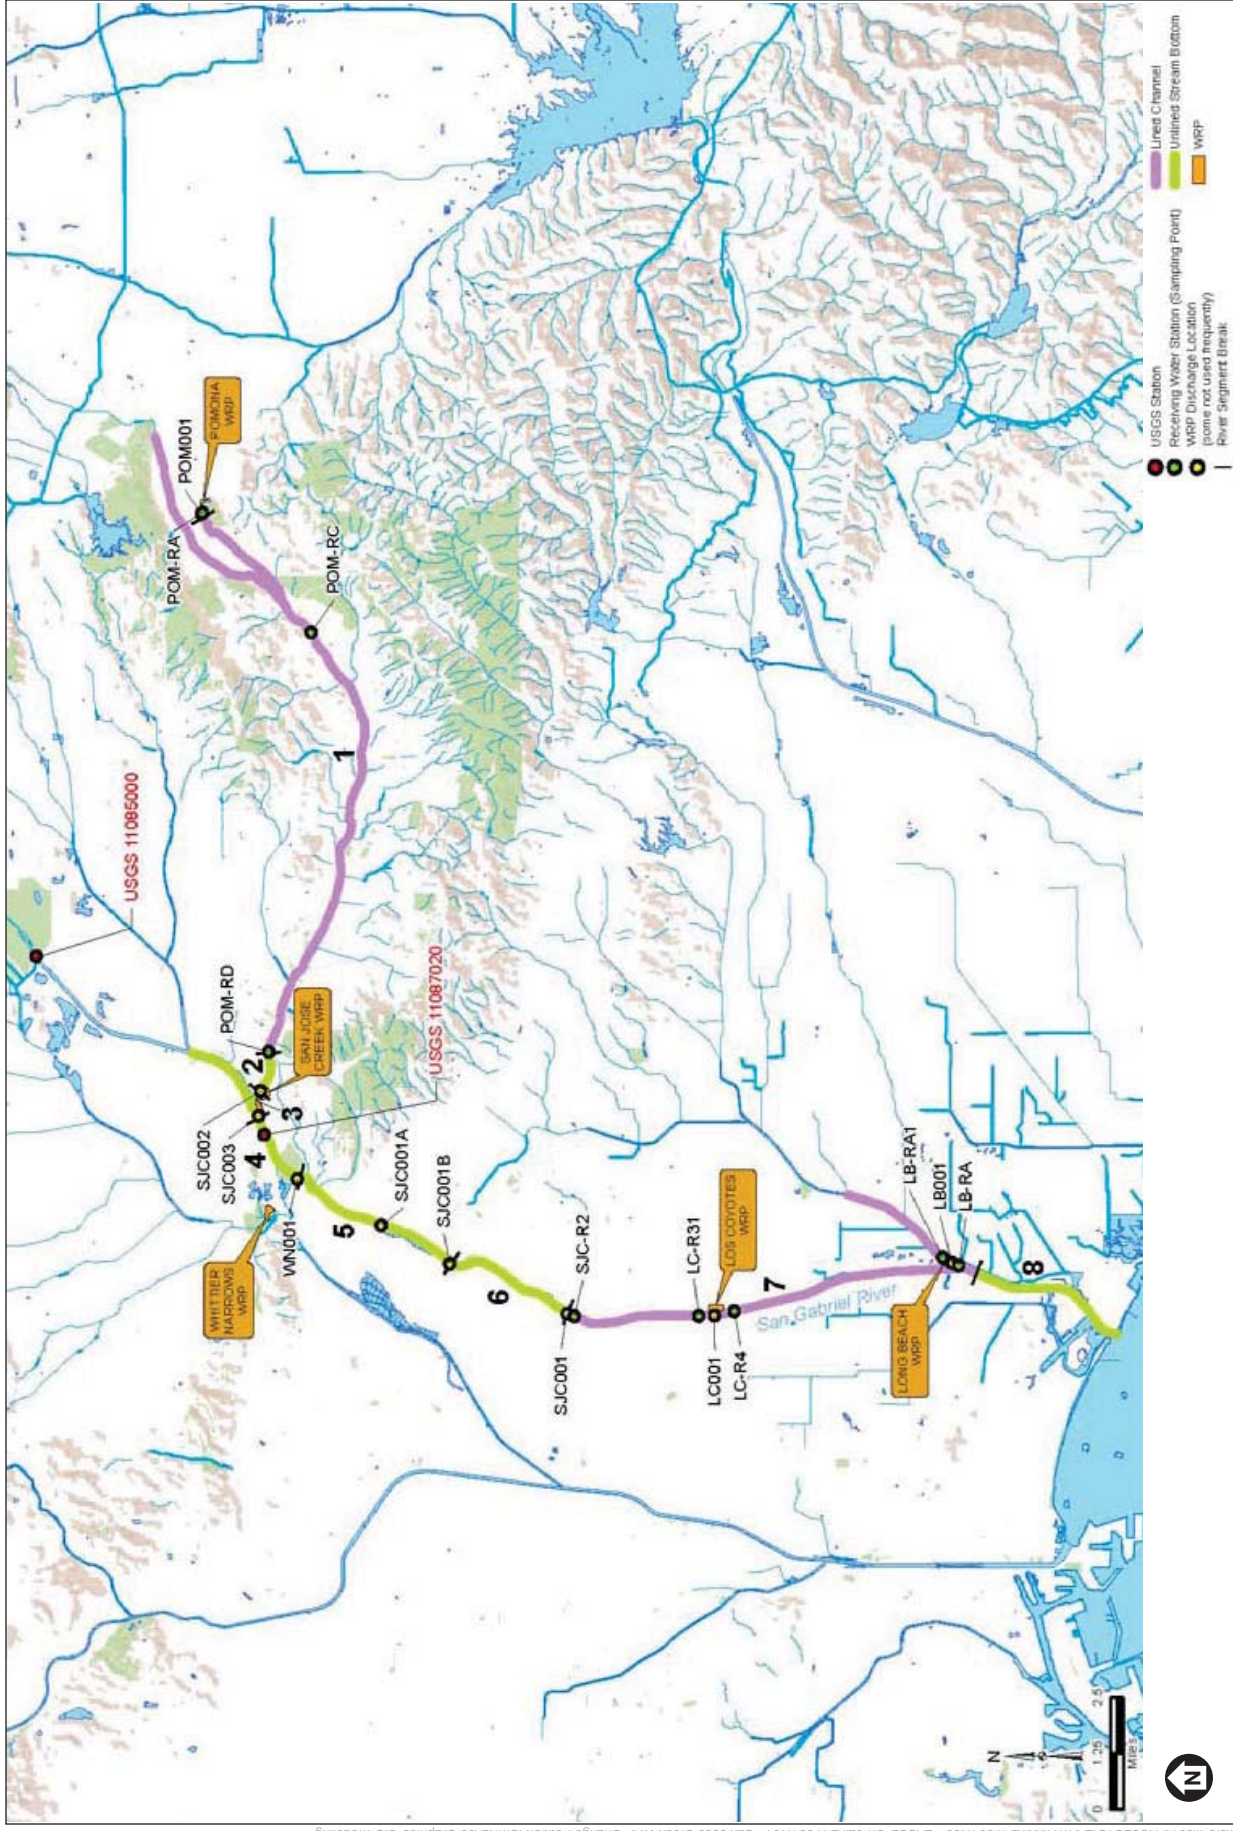 POM001
POMONA
WRP
POM-RA
POM-RC
1
USGS 11085000
POM-RD
2
SAN JOSE
CREEK WRP
3
USGS 11087020
SJC002
SJC003
4
WN001
WHITTIER
NARROWS
WRP
5
SJC001A
SJC001B
6
SJC-R2
SJC001
LC-R31
LOS COYOTES
WRP
LC001
LC-R4
7
San Gabriel River
LB-RA1
LB001
LB-RA
LONG BEACH
WRP
8
N
0 1.25 2.5
Miles
N
USGS Station
Receiving Water Station (Sampling Point)
WRP Discharge Location
(some not used frequently)
River Segment Break
Lined Channel
Unlined Stream Bottom
WRP